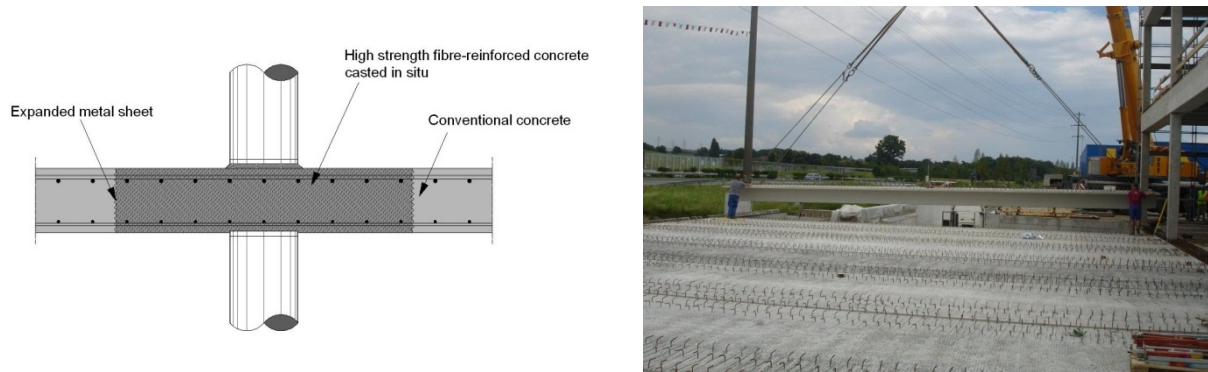 High strength fibre-reinforced concrete
casted in situ
Expanded metal sheet
Conventional concrete